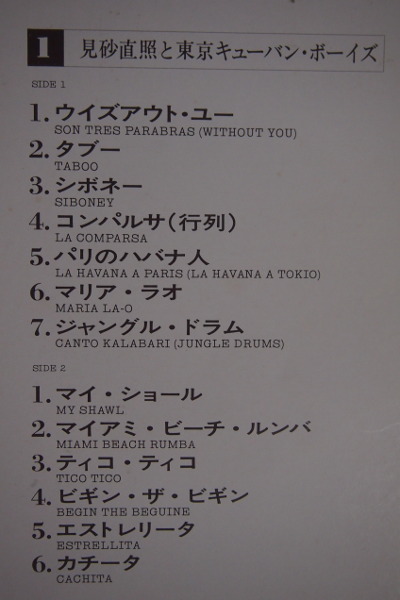 1 見砂直照と東京キューバン・ボーイズ
SIDE 1
1. ウイズアウト・ユー
SON TRES PARABRAS (WITHOUT YOU)
2. タブー
TABOO
3. シボネー
SIBONEY
4. コンパルサ(行列)
LA COMPARSA
5. パリのハバナ人
LA HAVANA A PARIS (LA HAVANA A TOKIO)
6. マリア・ラオ
MARIA LA-O
7. ジャングル・ドラム
CANTO KALABARI (JUNGLE DRUMS)
SIDE 2
1. マイ・ショール
MY SHAWL
2. マイアミ・ビーチ・ルンバ
MIAMI BEACH RUMBA
3. ティコ・ティコ
TICO TICO
4. ビギン・ザ・ビギン
BEGIN THE BEGUINE
5. エストレリータ
ESTRELLITA
6. カチータ
CACHITA